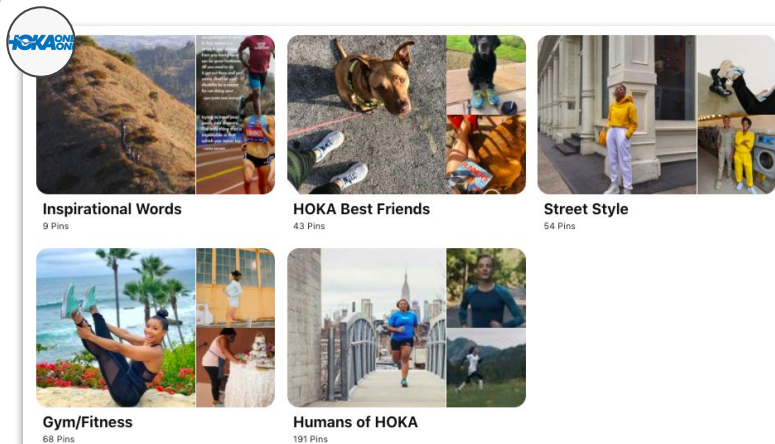 HOKA ONE ONE
Inspirational Words
9 Pins
HOKA Best Friends
43 Pins
Street Style
54 Pins
Gym/Fitness
68 Pins
Humans of HOKA
191 Pins